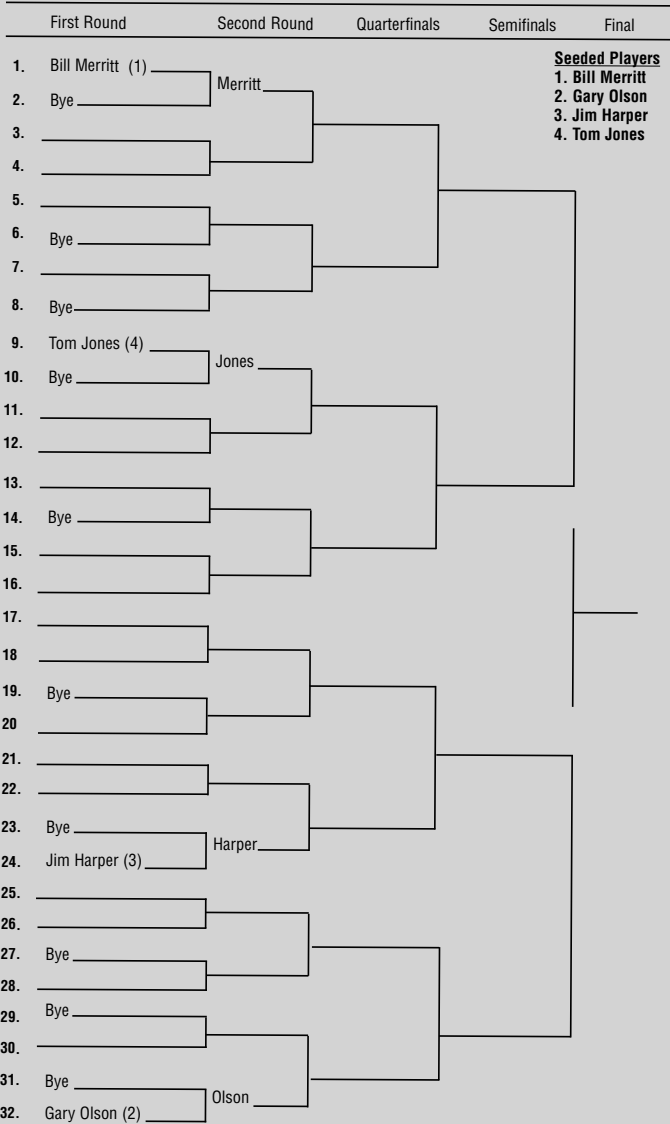 First Round Second Round Quarterfinals Semifinals Final
Seeded Players
1. Bill Merritt
2. Gary Olson
3. Jim Harper
4. Tom Jones
1. Bill Merritt (1)
Merritt
2. Bye
3.
4.
5.
6. Bye
7.
8. Bye
9. Tom Jones (4)
Jones
10. Bye
11.
12.
13.
14. Bye
15.
16.
17.
18
19. Bye
20
21.
22.
23. Bye
Harper
24. Jim Harper (3)
25.
26.
27. Bye
28.
29. Bye
30.
31. Bye
Olson
32. Gary Olson (2)